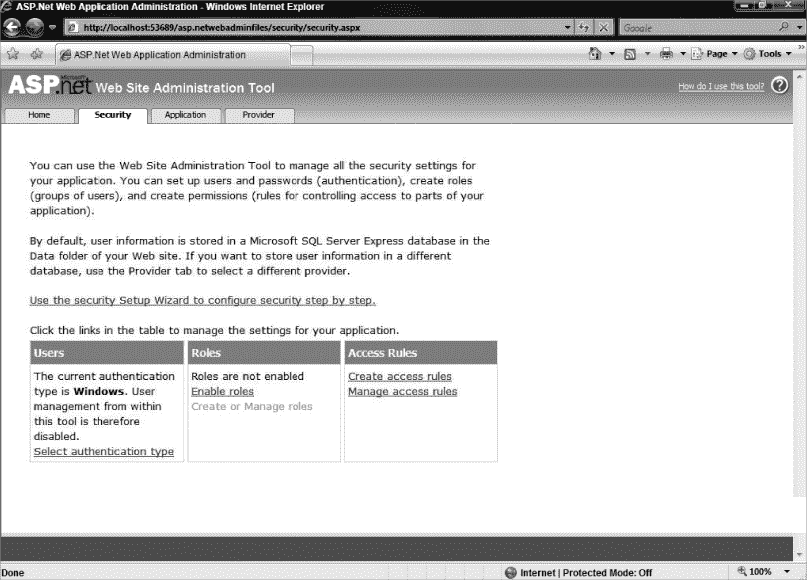 ASP.Net Web Application Administration - Windows Internet Explorer
http://localhost:53689/asp.netwebadminfiles/security/security.aspx
Google
ASP.Net Web Application Administration
Page
Tools
Microsoft
ASP.net Web Site Administration Tool
How do I use this tool?
?
Home
Security
Application
Provider
You can use the Web Site Administration Tool to manage all the security settings for
your application. You can set up users and passwords (authentication), create roles
(groups of users), and create permissions (rules for controlling access to parts of your
application).
By default, user information is stored in a Microsoft SQL Server Express database in the
Data folder of your Web site. If you want to store user information in a different
database, use the Provider tab to select a different provider.
Use the security Setup Wizard to configure security step by step.
Click the links in the table to manage the settings for your application.
Users
The current authentication
type is Windows. User
management from within
this tool is therefore
disabled.
Select authentication type
Roles
Roles are not enabled
Enable roles
Create or Manage roles
Access Rules
Create access rules
Manage access rules
Done
Internet | Protected Mode: Off
100%